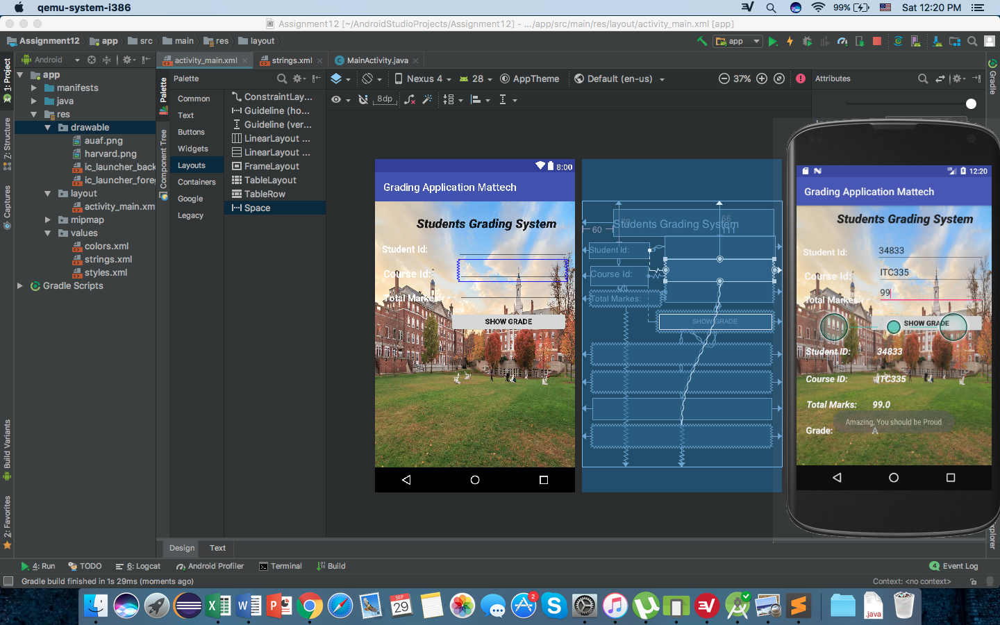 qemu-system-i386
99%
Sat 12:20 PM
Assignment12 [~/AndroidStudioProjects/Assignment12] - .../app/src/main/res/layout/activity_main.xml [app]
Assignment12
app
src
main
res
layout
app
Android
activity_main.xml
strings.xml
MainActivity.java
1: Project
Z: Structure
Captures
Build Variants
2: Favorites
app
manifests
java
res
drawable
auaf.png
harvard.png
ic_launcher_back
ic_launcher_fore
layout
activity_main.xm
mipmap
values
colors.xml
strings.xml
styles.xml
Gradle Scripts
Palette
Component Tree
Palette
Common
Text
Buttons
Widgets
Layouts
Containers
Google
Legacy
ConstraintLay...
Guideline (ho...
Guideline (ver...
LinearLayout ...
LinearLayout ...
FrameLayout
TableLayout
TableRow
Space
Nexus 4
28
AppTheme
Default (en-us)
37%
8dp
Attributes
Gradle
8:00
Grading Application Mattech
Students Grading System
Student Id:
Course Id:
Total Markes:
SHOW GRADE
Students Grading System
60
66
111
Student Id:
Course Id:
Total Markes:
SHOW GRADE
12:20
Grading Application Mattech
Students Grading System
Student Id:
34833
Course Id:
ITC335
Total Markes:
99
SHOW GRADE
Student ID:
34833
Course ID:
ITC335
Total Marks:
99.0
Amazing, You should be Proud
Grade:
A
Design
Text
4: Run
TODO
6: Logcat
Android Profiler
Terminal
Build
4
Event Log
Gradle build finished in 1s 29ms (moments ago)
Context: <no context>
SEP
29
2
.java